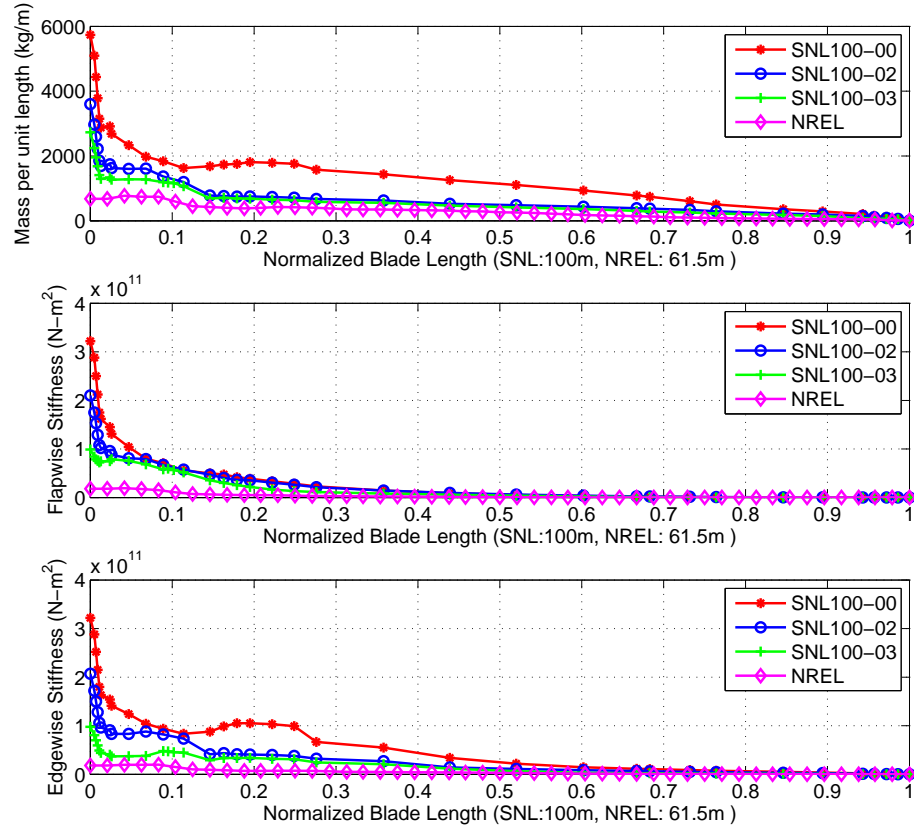 Mass per unit length (kg/m)
6000
4000
2000
0
SNL100−00
SNL100−02
SNL100−03
NREL
0 0.1 0.2 0.3 0.4 0.5 0.6 0.7 0.8 0.9 1
Normalized Blade Length (SNL:100m, NREL: 61.5m )
x 10^11
Flapwise Stiffness (N−m²)
4
3
2
1
0
SNL100−00
SNL100−02
SNL100−03
NREL
0 0.1 0.2 0.3 0.4 0.5 0.6 0.7 0.8 0.9 1
Normalized Blade Length (SNL:100m, NREL: 61.5m )
x 10^11
Edgewise Stiffness (N−m²)
4
3
2
1
0
SNL100−00
SNL100−02
SNL100−03
NREL
0 0.1 0.2 0.3 0.4 0.5 0.6 0.7 0.8 0.9 1
Normalized Blade Length (SNL:100m, NREL: 61.5m )